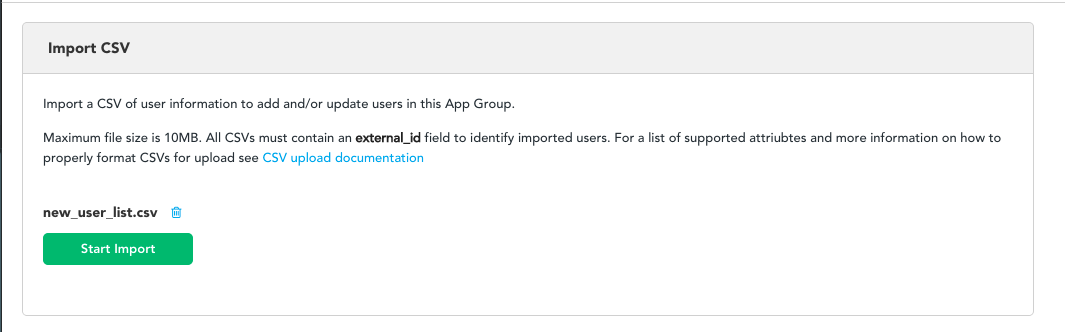 Import CSV
Import a CSV of user information to add and/or update users in this App Group.
Maximum file size is 10MB. All CSVs must contain an external_id field to identify imported users. For a list of supported attriubtes and more information on how to
properly format CSVs for upload see CSV upload documentation
new_user_list.csv
Start Import